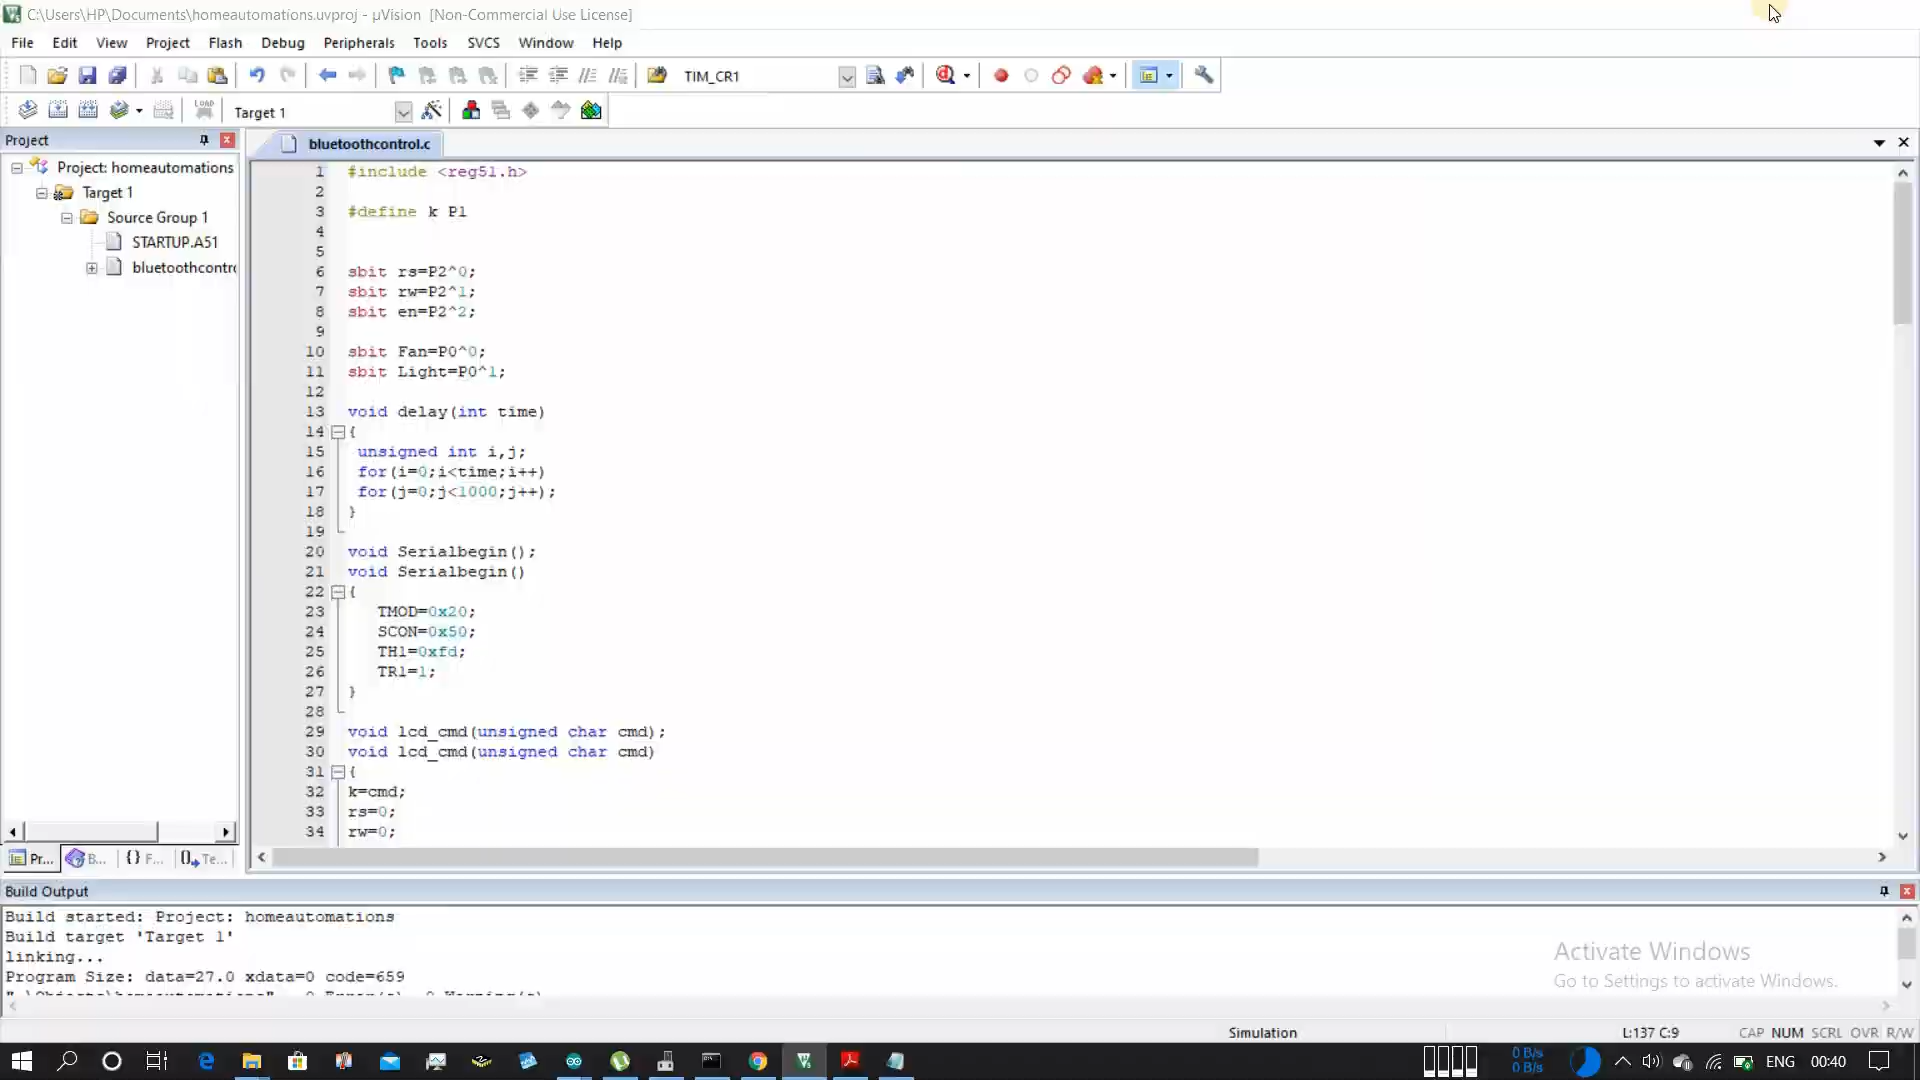 C:\Users\HP\Documents\homeautomations.uvproj - µVision [Non-Commercial Use License]
File Edit View Project Flash Debug Peripherals Tools SVCS Window Help
TIM_CR1
LOAD
Target 1
Project
bluetoothcontrol.c
Project: homeautomations
Target 1
Source Group 1
STARTUP.A51
bluetoothcontr
1 #include <reg51.h>
2
3 #define k P1
4
5
6 sbit rs=P2^0;
7 sbit rw=P2^1;
8 sbit en=P2^2;
9
10 sbit Fan=P0^0;
11 sbit Light=P0^1;
12
13 void delay(int time)
14 {
15 unsigned int i,j;
16 for(i=0;i<time;i++)
17 for(j=0;j<1000;j++);
18 }
19
20 void Serialbegin();
21 void Serialbegin()
22 {
23 TMOD=0x20;
24 SCON=0x50;
25 TH1=0xfd;
26 TR1=1;
27 }
28
29 void lcd_cmd(unsigned char cmd);
30 void lcd_cmd(unsigned char cmd)
31 {
32 k=cmd;
33 rs=0;
34 rw=0;
Pr... B... {} F... Te...
Build Output
Build started: Project: homeautomations
Build target 'Target 1'
linking...
Program Size: data=27.0 xdata=0 code=659
Activate Windows
Go to Settings to activate Windows.
Simulation L:137 C:9 CAP NUM SCRL OVR R/W
0 B/s
0 B/s
ENG 00:40